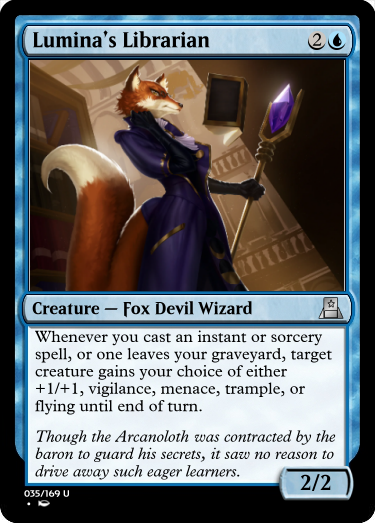 Lumina's Librarian 2
Creature — Fox Devil Wizard
Whenever you cast an instant or sorcery
spell, or one leaves your graveyard, target
creature gains your choice of either
+1/+1, vigilance, menace, trample, or
flying until end of turn.
Though the Arcanoloth was contracted by the
baron to guard his secrets, it saw no reason to
drive away such eager learners.
2/2
035/169 U